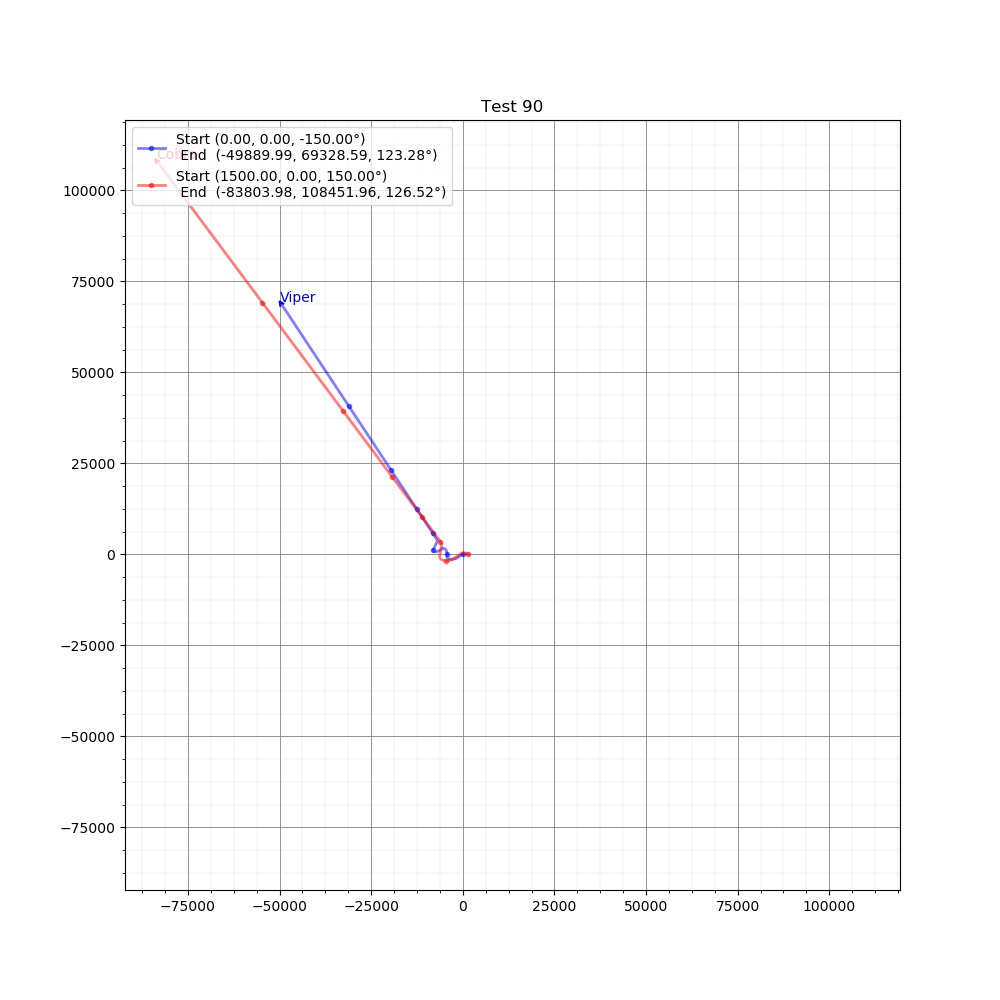 Test 90
Start (0.00, 0.00, -150.00°)
End (-49889.99, 69328.59, 123.28°)
Start (1500.00, 0.00, 150.00°)
End (-83803.98, 108451.96, 126.52°)
Viper
100000
75000
50000
25000
0
−25000
−50000
−75000
−75000 −50000 −25000 0 25000 50000 75000 100000